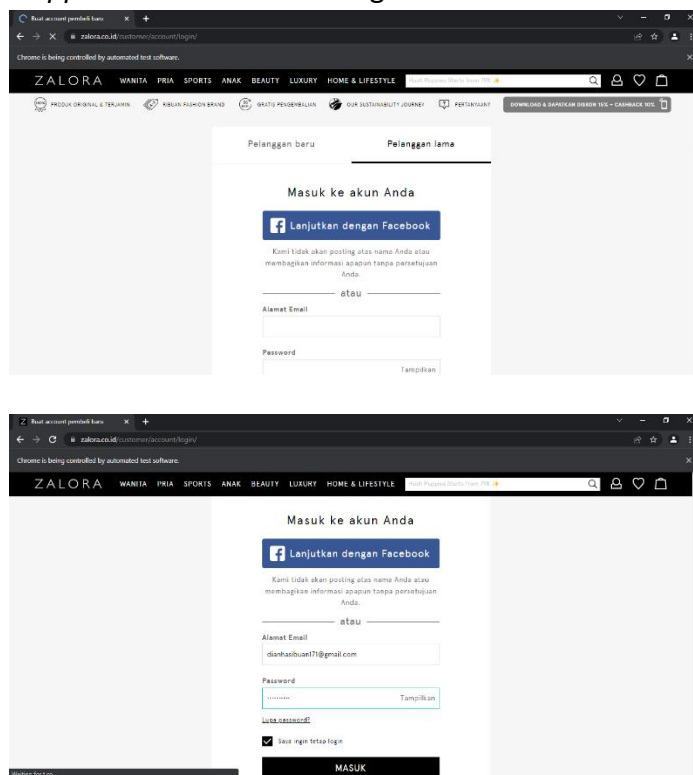 Buat account pembeli baru
zalora.co.id/customer/account/login/
Chrome is being controlled by automated test software.
ZALORA WANITA PRIA SPORTS ANAK BEAUTY LUXURY HOME & LIFESTYLE
PRODUK ORIGINAL & TERJAMIN RIBUAN FASHION BRAND GRATIS PENGEMBALIAN OUR SUSTAINABILITY JOURNEY PERTANYAAN? DOWNLOAD & DAPATKAN DISKON 15% + CASHBACK 10%
Pelanggan baru Pelanggan lama
Masuk ke akun Anda
Lanjutkan dengan Facebook
Kami tidak akan posting atas nama Anda atau
membagikan informasi apapun tanpa persetujuan
Anda.
atau
Alamat Email
Password
Tampilkan
Buat account pembeli baru
zalora.co.id/customer/account/login/
Chrome is being controlled by automated test software.
ZALORA WANITA PRIA SPORTS ANAK BEAUTY LUXURY HOME & LIFESTYLE
Masuk ke akun Anda
Lanjutkan dengan Facebook
Kami tidak akan posting atas nama Anda atau
membagikan informasi apapun tanpa persetujuan
Anda.
atau
Alamat Email
dianhasibuan171@gmail.com
Password
.......... Tampilkan
Lupa password?
Saya ingin tetap login
MASUK